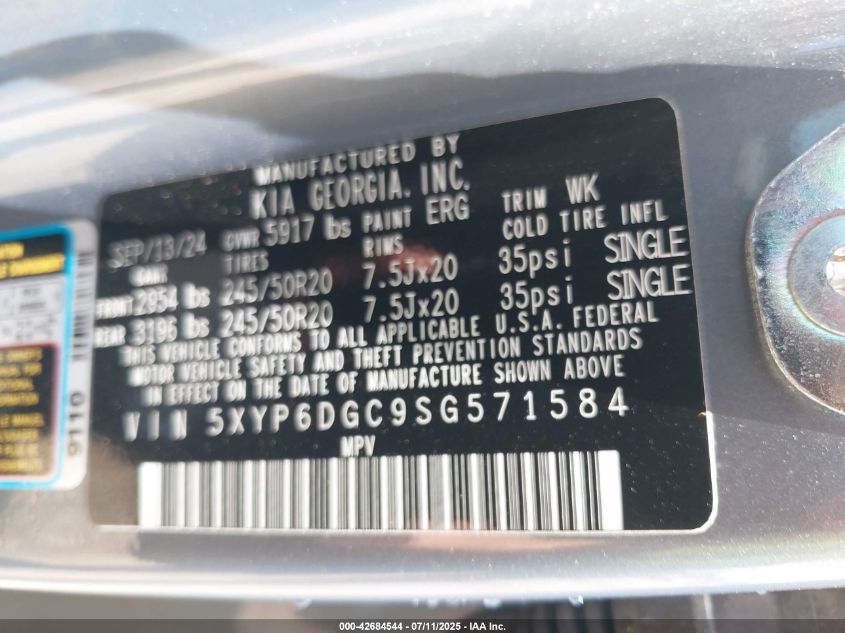 MANUFACTURED BY
KIA GEORGIA, INC.
SEP/13/24 GVWR 5917 lbs PAINT ERG TRIM WK
GAWR TIRES RIMS COLD TIRE INFL
FRONT 2954 lbs 245/50R20 7.5Jx20 35psi SINGLE
REAR 3196 lbs 245/50R20 7.5Jx20 35psi SINGLE
THIS VEHICLE CONFORMS TO ALL APPLICABLE U.S.A. FEDERAL
MOTOR VEHICLE SAFETY AND THEFT PREVENTION STANDARDS
IN EFFECT ON THE DATE OF MANUFACTURE SHOWN ABOVE
VIN 5XYP6DGC9SG571584
MPV
9110
000-42684544 - 07/11/2025 - IAA Inc.